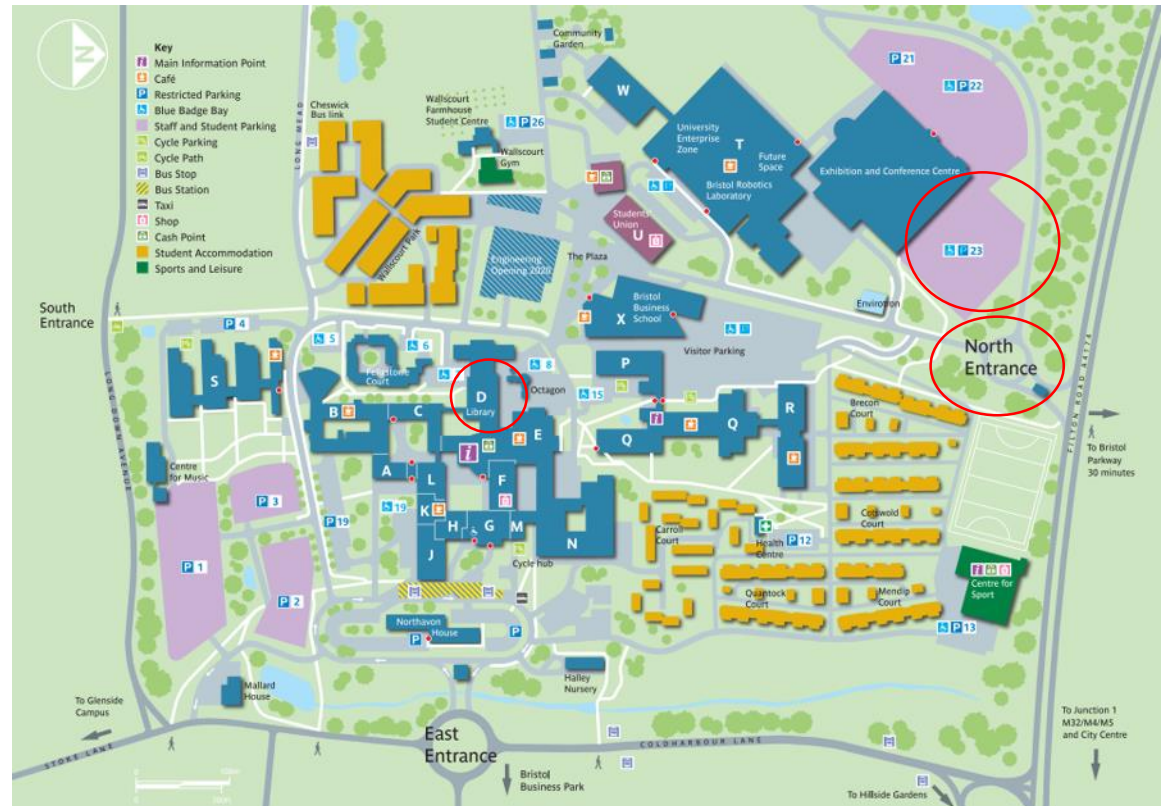 N
Key
Main Information Point
Café
Restricted Parking
Blue Badge Bay
Staff and Student Parking
Cycle Parking
Cycle Path
Bus Stop
Bus Station
Taxi
Shop
Cash Point
Student Accommodation
Sports and Leisure
LONG MEAD
Cheswick
Bus link
Wallscourt
Farmhouse
Student Centre
Wallscourt
Gym
Community
Garden
P 26
W
University
Enterprise
Zone
T
Future
Space
Bristol Robotics
Laboratory
Exhibition and Conference Centre
P 21
P 22
P 23
Students'
Union
U
The Plaza
Engineering
Opening 2020
Wallscourt Park
South
Entrance
P 4
5
6
8
S
Felixstone
Court
D
Library
Octagon
X
Bristol
Business
School
Visitor Parking
Envirotron
North
Entrance
FILTON ROAD A4174
To Bristol
Parkway
30 minutes
P
15
B
C
E
Q
Q
R
Brecon
Court
Centre
for Music
A
L
F
K
H
G
M
J
N
19
P 19
P 3
P 1
P 2
LONG DOWN AVENUE
Carroll
Court
Health
Centre
P 12
Cotswold
Court
Quantock
Court
Mendip
Court
Centre for
Sport
P 13
Cycle hub
Northavon
House
P
P
Halley
Nursery
Mallard
House
To Glenside
Campus
STOKE LANE
East
Entrance
COLDHARBOUR LANE
Bristol
Business Park
To Junction 1
M32/M4/M5
and City Centre
To Hillside Gardens